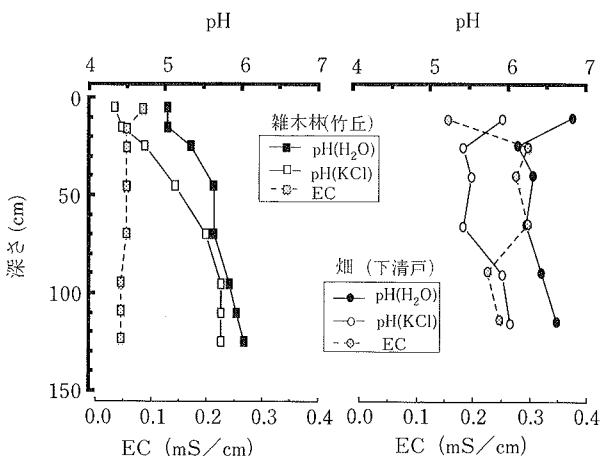 pH
pH
4 5 6 7
4 5 6 7
0
50
100
150
深さ (cm)
雑木林(竹丘)
pH(H₂O)
pH(KCl)
EC
畑 (下清戸)
pH(H₂O)
pH(KCl)
EC
0.0 0.1 0.2 0.3 0.4
0.1 0.2 0.3 0.4
EC (mS/cm)
EC (mS/cm)